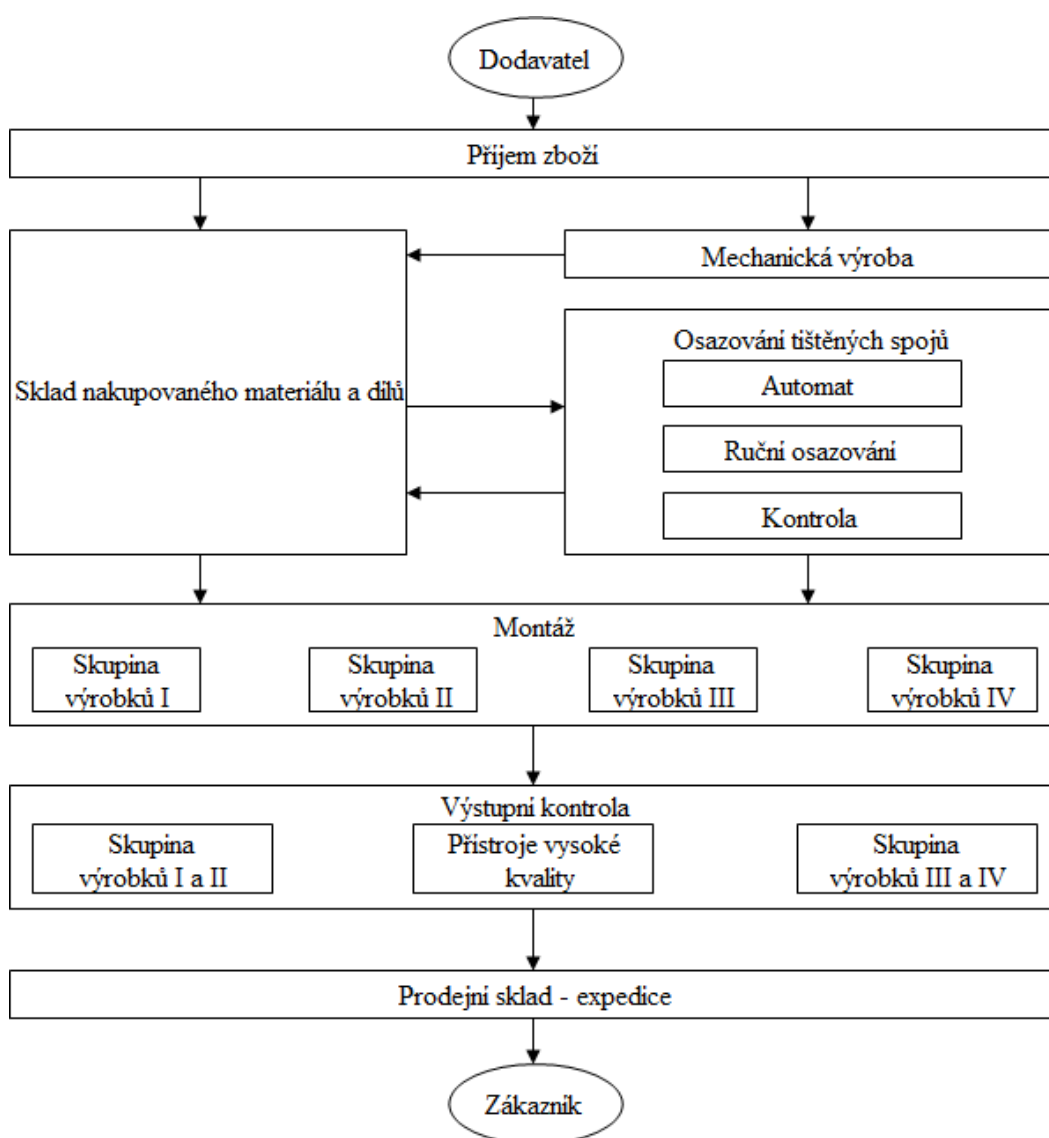 Dodavatel
Příjem zboží
Mechanická výroba
Sklad nakupovaného materiálu a dílů
Osazování tištěných spojů
Automat
Ruční osazování
Kontrola
Montáž
Skupina
výrobků I
Skupina
výrobků II
Skupina
výrobků III
Skupina
výrobků IV
Výstupní kontrola
Skupina
výrobků I a II
Přístroje vysoké
kvality
Skupina
výrobků III a IV
Prodejní sklad - expedice
Zákazník